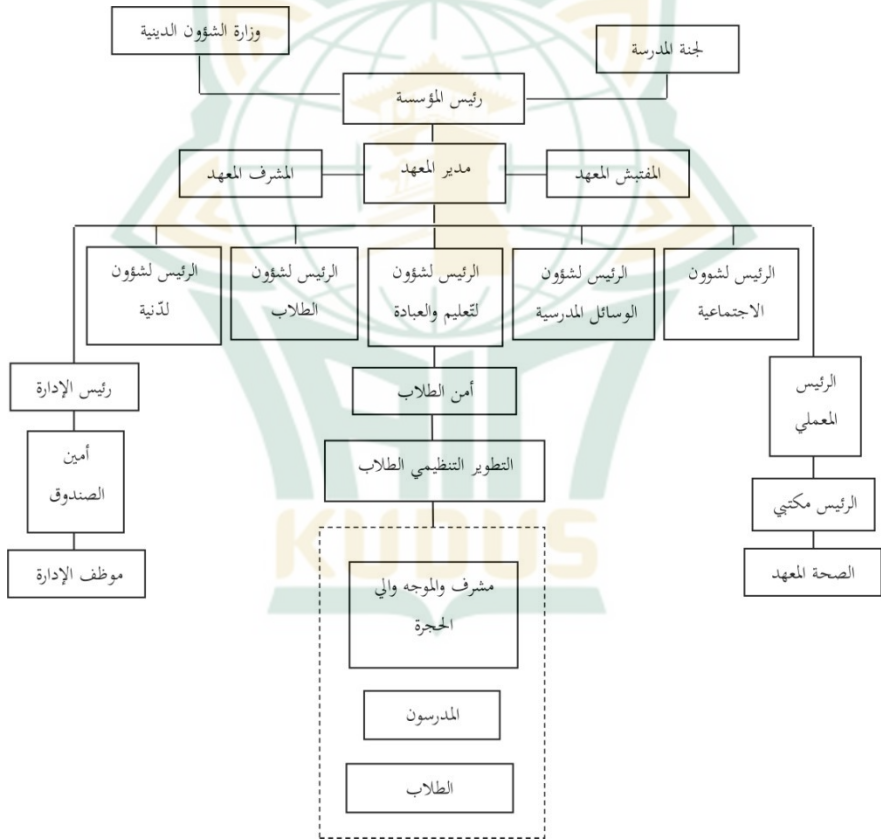 وزارة الشؤون الدينية
لجنة المدرسة
رئيس المؤسسة
المفتبش المعهد
مدير المعهد
المشرف المعهد
الرئيس لشوون
الاجتماعية
الرئيس لشؤون
الوسائل المدرسية
الرئيس لشؤون
لتّعليم والعبادة
الرئيس لشؤون
الطلاب
الرئيس لشؤون
لدّنية
الرئيس
المعملي
أمن الطلاب
رئيس الإدارة
أمين
الصندوق
التطوير التنظيمي الطلاب
الرئيس مكتبي
الصحة المعهد
موظف الإدارة
مشرف والموجه والي
الحجرة
المدرسون
الطلاب
KUDUS